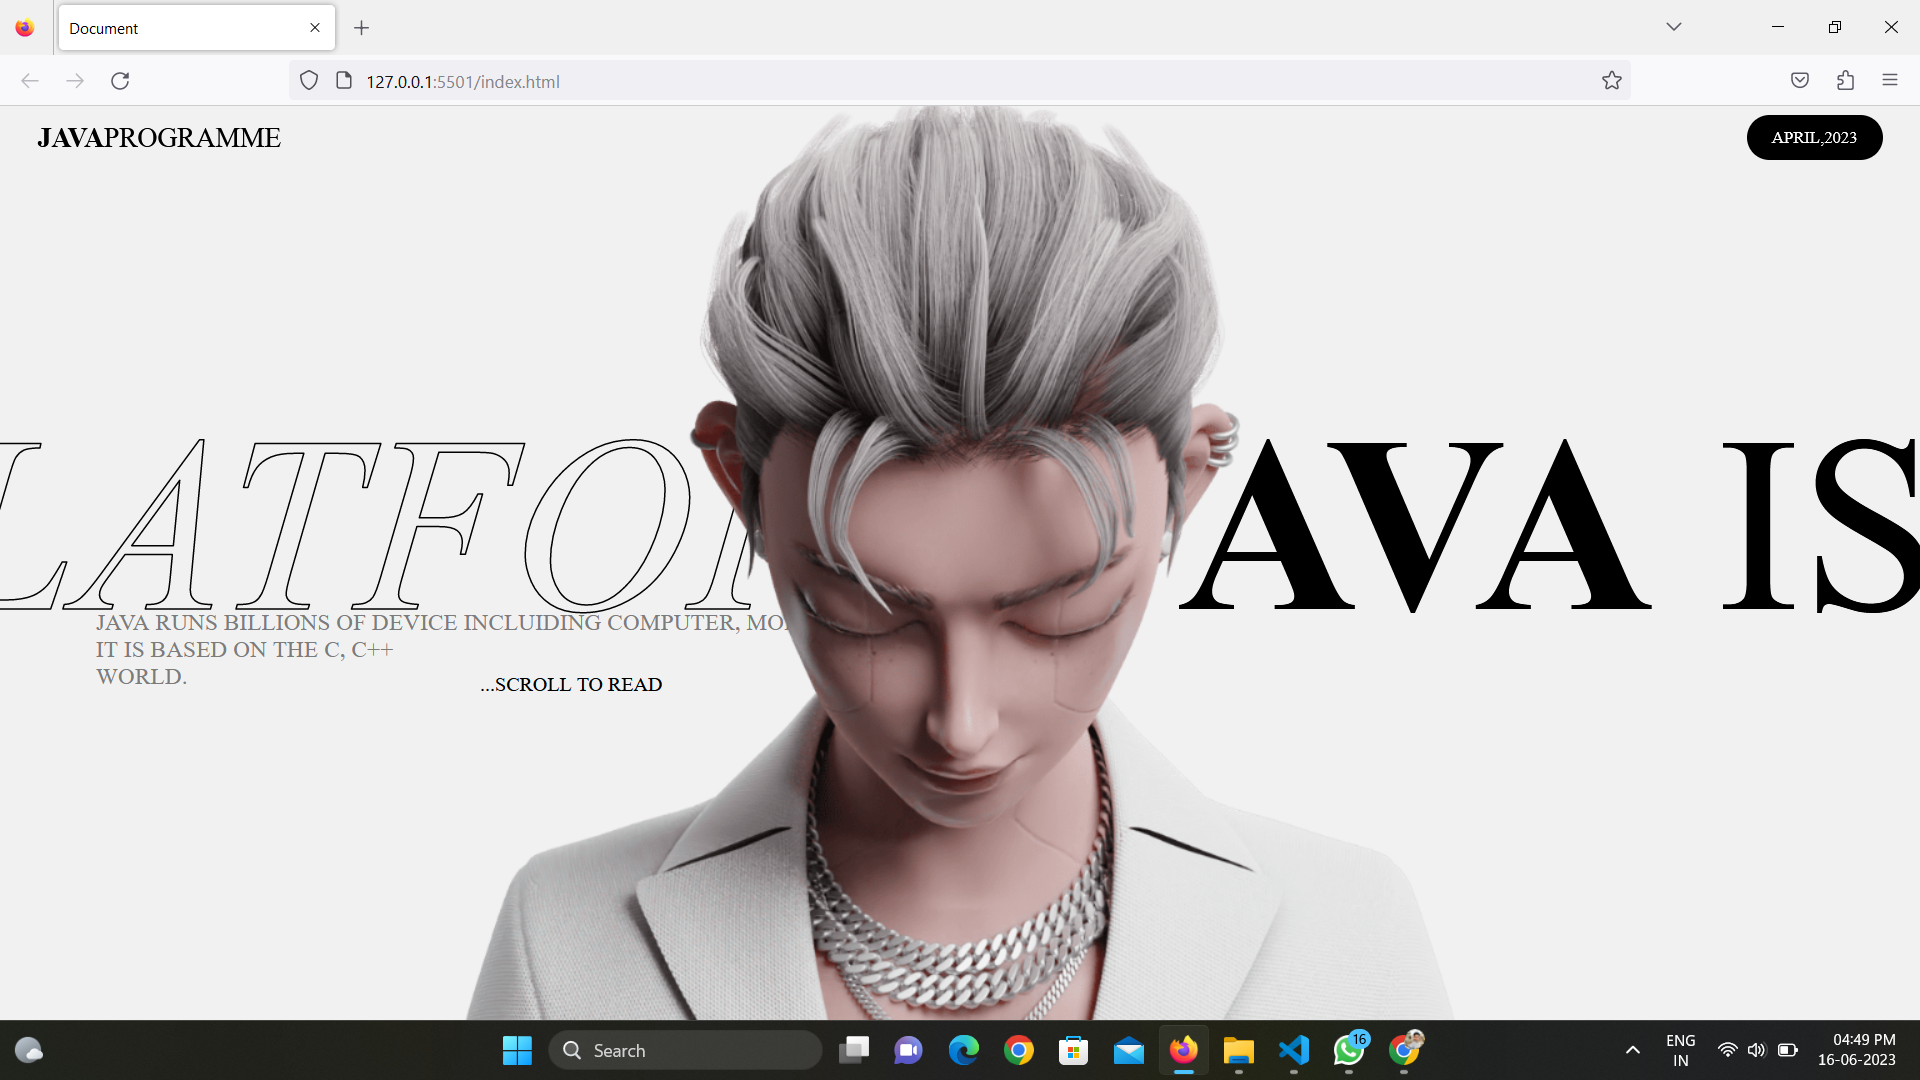 Document
127.0.0.1:5501/index.html
JAVAPROGRAMME
APRIL,2023
LATFO
AVA IS
JAVA RUNS BILLIONS OF DEVICE INCLUIDING COMPUTER, MO
IT IS BASED ON THE C, C++
WORLD.
...SCROLL TO READ
Search
16
ENG
IN
04:49 PM
16-06-2023